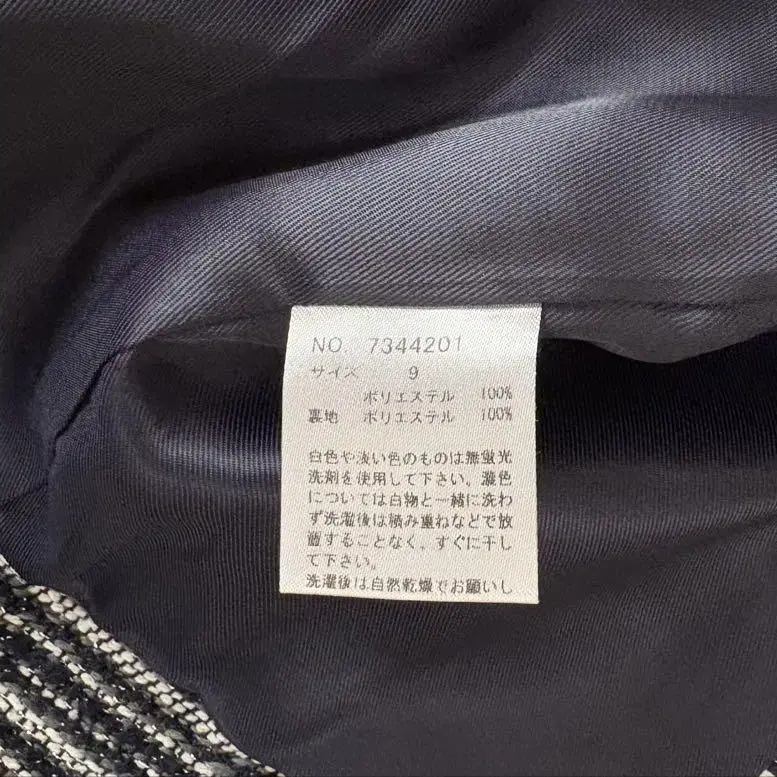 NO. 7344201
サイズ 9
ポリエステル 100%
裏地 ポリエステル 100%
白色や淡い色のものは無蛍光
洗剤を使用して下さい。濃色
については白物と一緒に洗わ
ず洗濯後は積み重ねなどで放
置することなく、すぐに干し
て下さい。
洗濯後は自然乾燥でお願いし